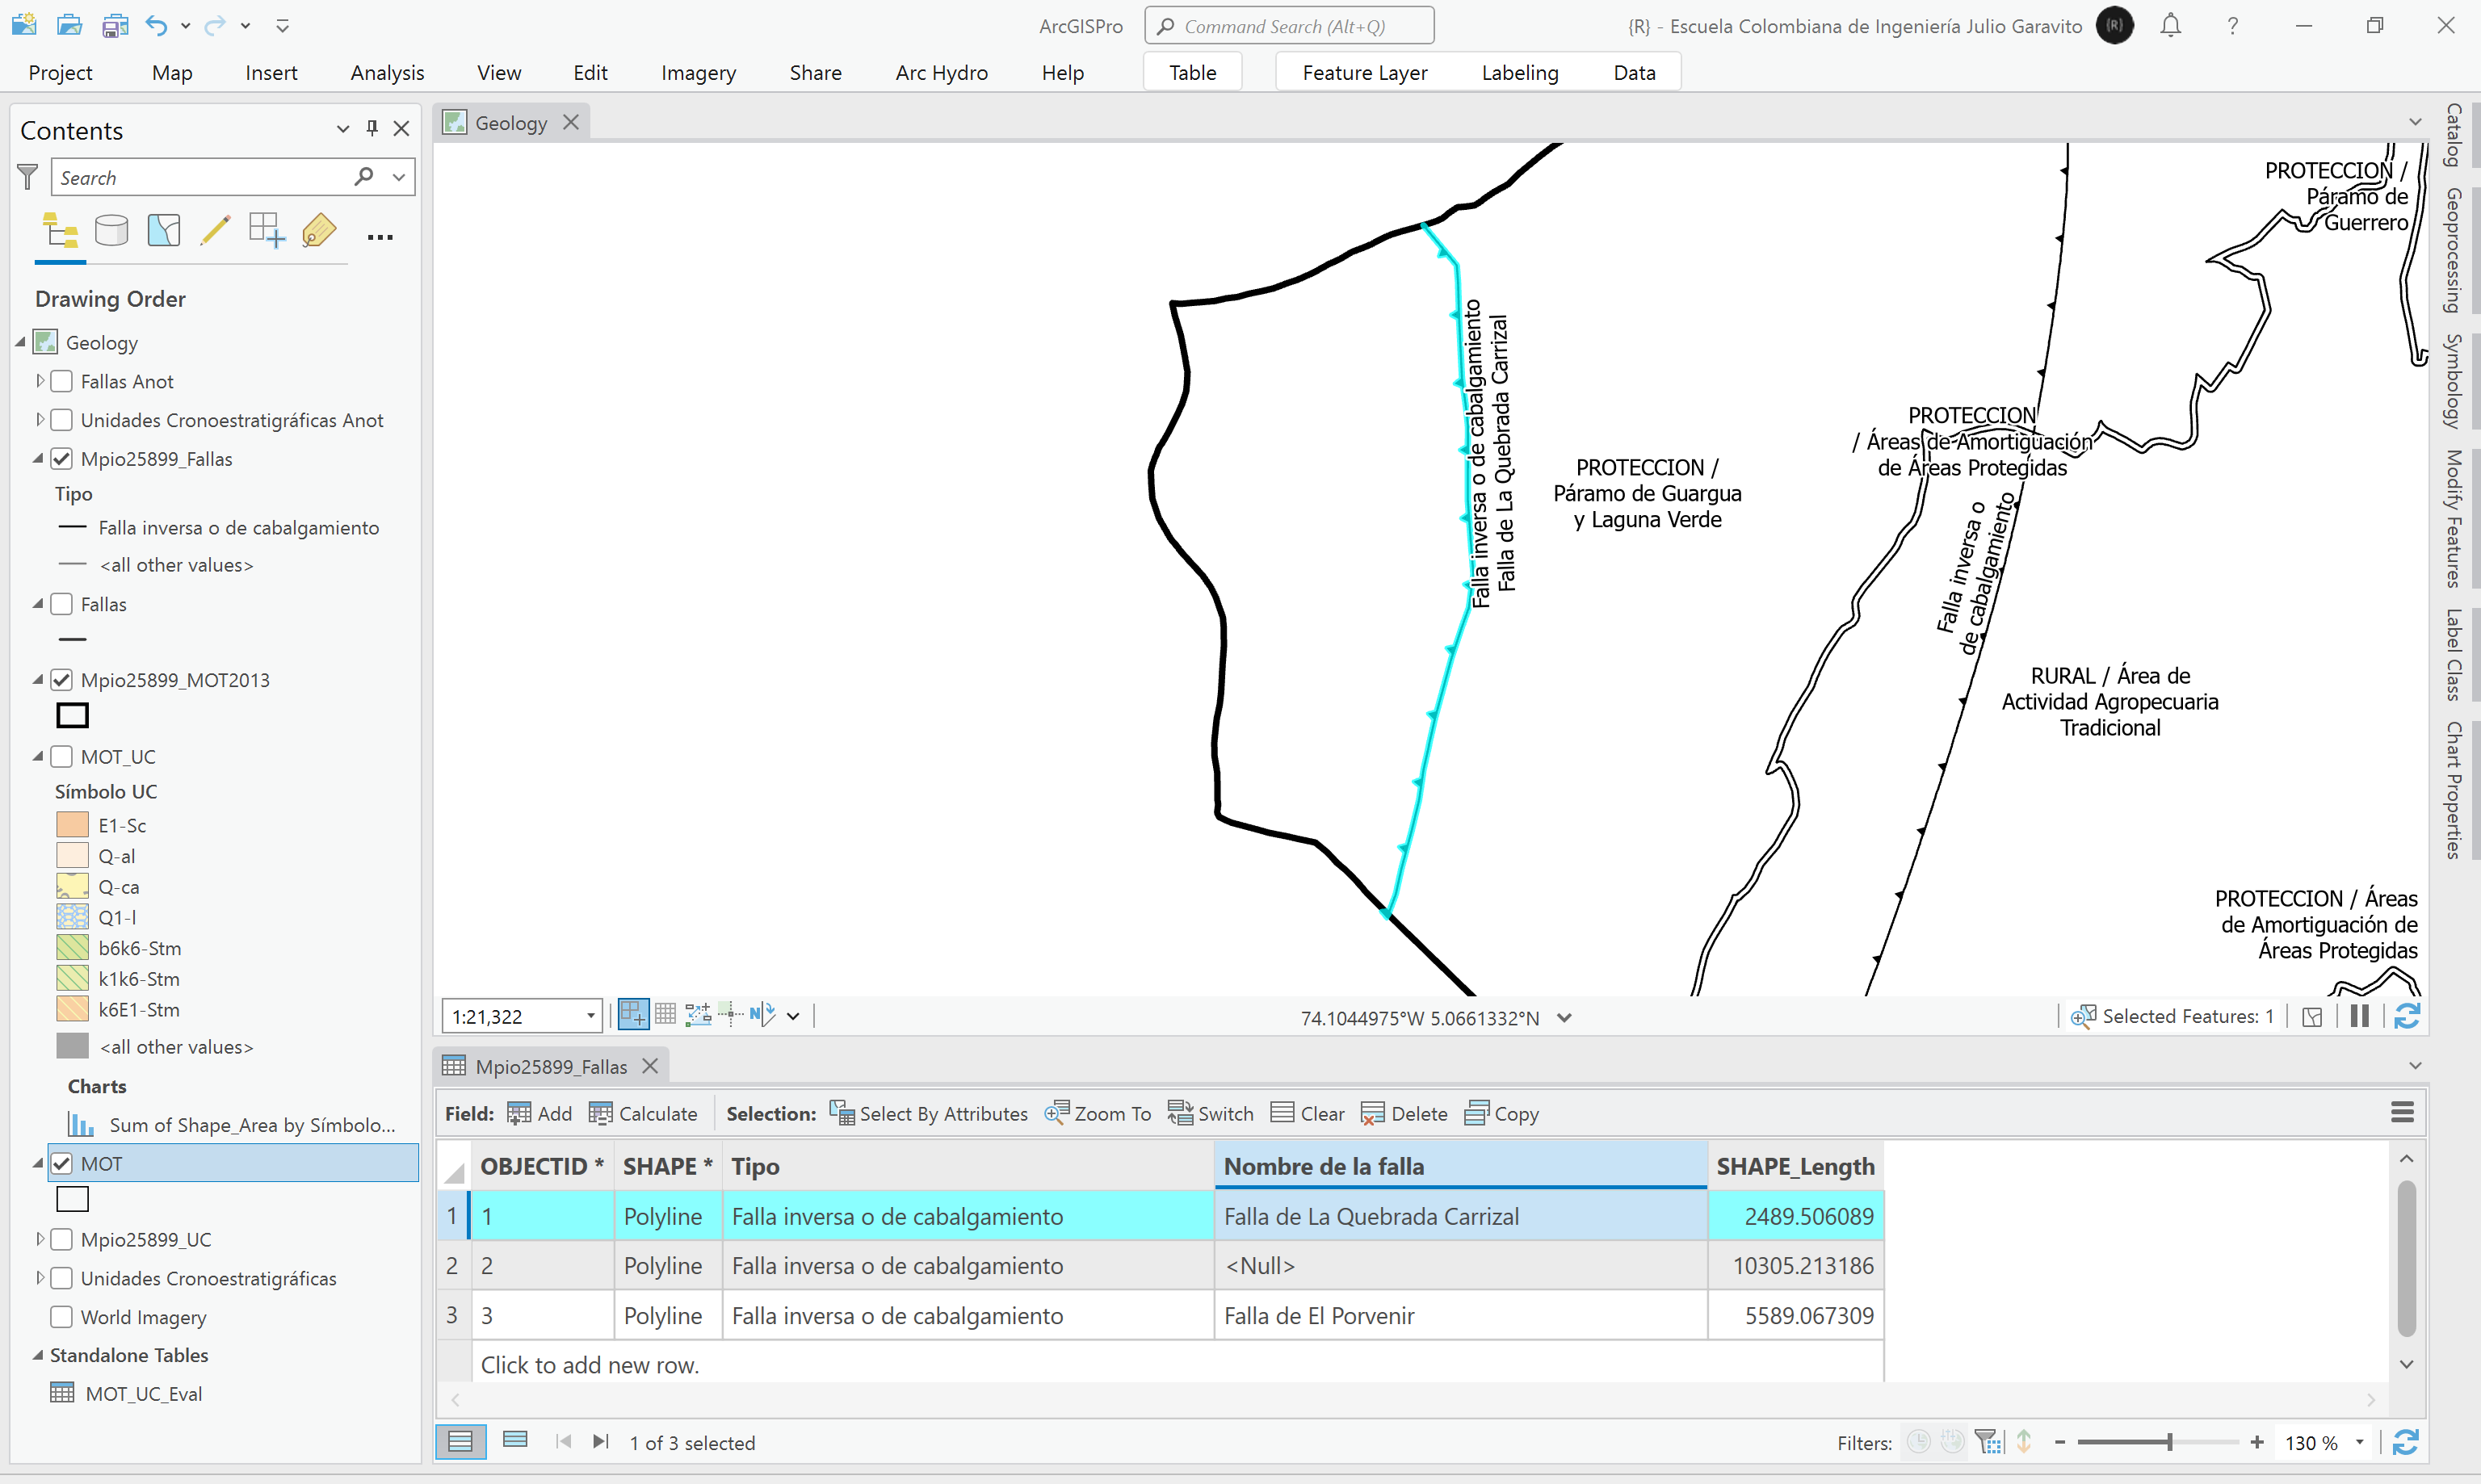 ArcGISPro
Command Search (Alt+Q)
{R} - Escuela Colombiana de Ingeniería Julio Garavito
{R}
?
Project
Map
Insert
Analysis
View
Edit
Imagery
Share
Arc Hydro
Help
Table
Feature Layer
Labeling
Data
Contents
Search
Drawing Order
Geology
Fallas Anot
Unidades Cronoestratigráficas Anot
Mpio25899_Fallas
Tipo
Falla inversa o de cabalgamiento
<all other values>
Fallas
Mpio25899_MOT2013
MOT_UC
Símbolo UC
E1-Sc
Q-al
Q-ca
Q1-l
b6k6-Stm
k1k6-Stm
k6E1-Stm
<all other values>
Charts
Sum of Shape_Area by Símbolo...
MOT
Mpio25899_UC
Unidades Cronoestratigráficas
World Imagery
Standalone Tables
MOT_UC_Eval
Geology
Falla inversa o de cabalgamiento
Falla de La Quebrada Carrizal
PROTECCION /
Páramo de Guargua
y Laguna Verde
PROTECCION /
Páramo de
Guerrero
PROTECCION
/ Áreas de Amortiguación
de Áreas Protegidas
Falla inversa o
de cabalgamiento
RURAL / Área de
Actividad Agropecuaria
Tradicional
PROTECCION / Áreas
de Amortiguación de
Áreas Protegidas
1:21,322
N
74.1044975°W 5.0661332°N
Selected Features: 1
Mpio25899_Fallas
Field:
Add
Calculate
Selection:
Select By Attributes
Zoom To
Switch
Clear
Delete
Copy
OBJECTID * SHAPE * Tipo Nombre de la falla SHAPE_Length
1 1 Polyline Falla inversa o de cabalgamiento Falla de La Quebrada Carrizal 2489.506089
2 2 Polyline Falla inversa o de cabalgamiento <Null> 10305.213186
3 3 Polyline Falla inversa o de cabalgamiento Falla de El Porvenir 5589.067309
Click to add new row.
1 of 3 selected
Filters:
130 %
Catalog
Geoprocessing
Symbology
Modify Features
Label Class
Chart Properties